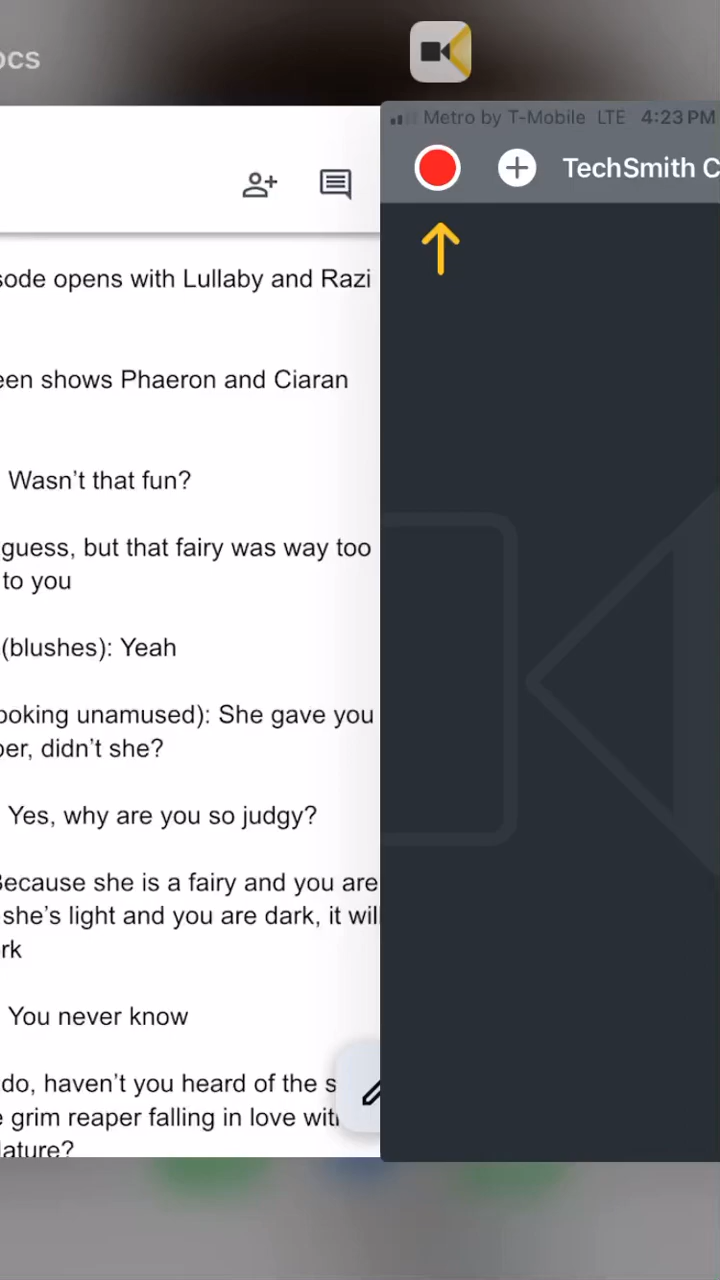 ocs
Metro by T-Mobile LTE 4:23 PM
TechSmith C
sode opens with Lullaby and Razi
een shows Phaeron and Ciaran
Wasn't that fun?
guess, but that fairy was way too
to you
(blushes): Yeah
ooking unamused): She gave you
ber, didn't she?
Yes, why are you so judgy?
Because she is a fairy and you are
she's light and you are dark, it will
rk
You never know
do, haven't you heard of the s
e grim reaper falling in love with
lature?